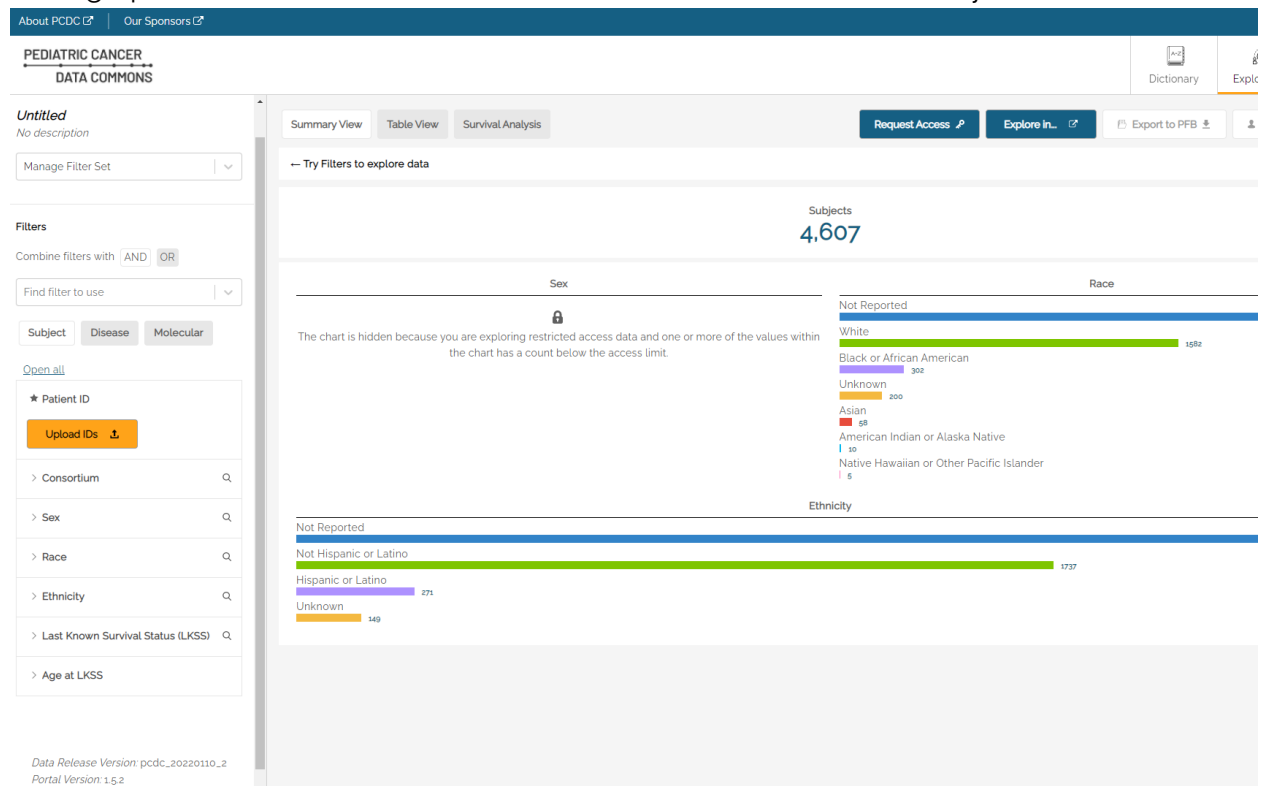 About PCDC
Our Sponsors
PEDIATRIC CANCER
DATA COMMONS
Dictionary
Untitled
No description
Manage Filter Set
Filters
Combine filters with AND OR
Find filter to use
Subject Disease Molecular
Open all
★ Patient ID
Upload IDs
> Consortium
> Sex
> Race
> Ethnicity
> Last Known Survival Status (LKSS)
> Age at LKSS
Data Release Version: pcdc_20220110_2
Portal Version: 1.5.2
Summary View Table View Survival Analysis
Request Access Explore in... Export to PFB
← Try Filters to explore data
Subjects
4,607
Sex
The chart is hidden because you are exploring restricted access data and one or more of the values within
the chart has a count below the access limit.
Race
Not Reported
White
1582
Black or African American
302
Unknown
200
Asian
58
American Indian or Alaska Native
10
Native Hawaiian or Other Pacific Islander
5
Ethnicity
Not Reported
Not Hispanic or Latino
1737
Hispanic or Latino
271
Unknown
149